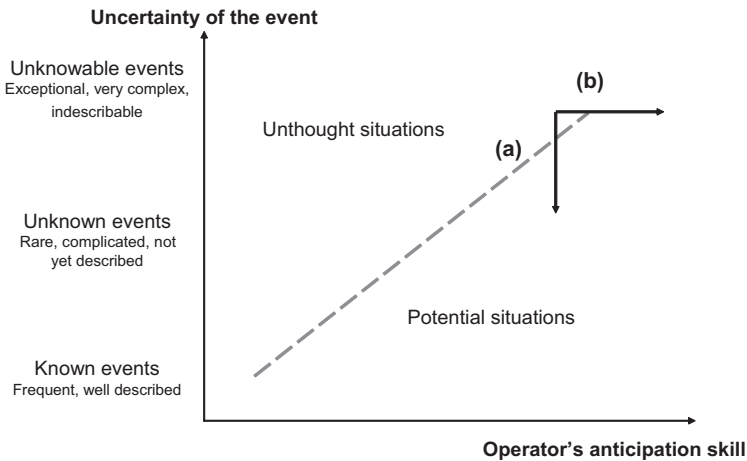 Uncertainty of the event
Unknowable events
Exceptional, very complex,
indescribable
(b)
Unthought situations
(a)
Unknown events
Rare, complicated, not
yet described
Potential situations
Known events
Frequent, well described
Operator's anticipation skill